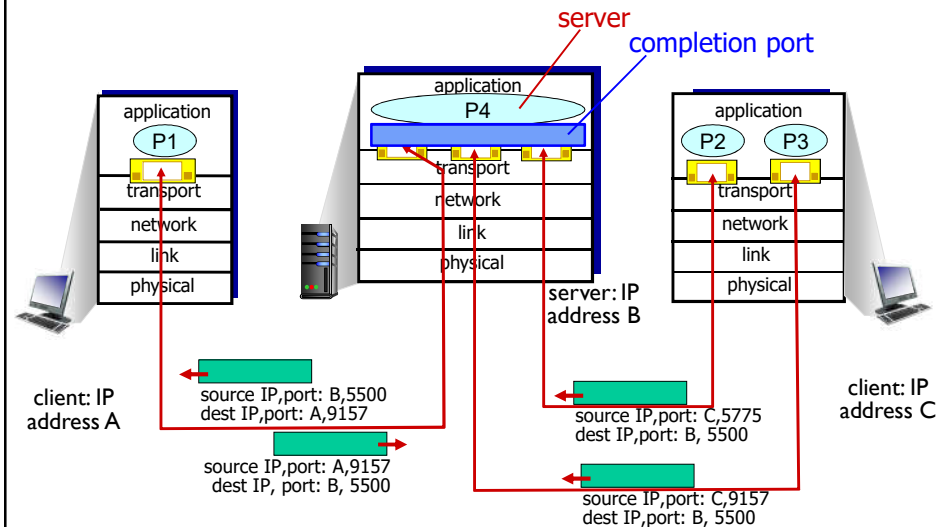 server
completion port
application
P4
transport
network
link
physical
application
P1
transport
network
link
physical
application
P2
P3
transport
network
link
physical
server: IP
address B
client: IP
address A
source IP,port: B,5500
dest IP,port: A,9157
source IP,port: A,9157
dest IP, port: B, 5500
source IP,port: C,5775
dest IP,port: B, 5500
source IP,port: C,9157
dest IP,port: B, 5500
client: IP
address C